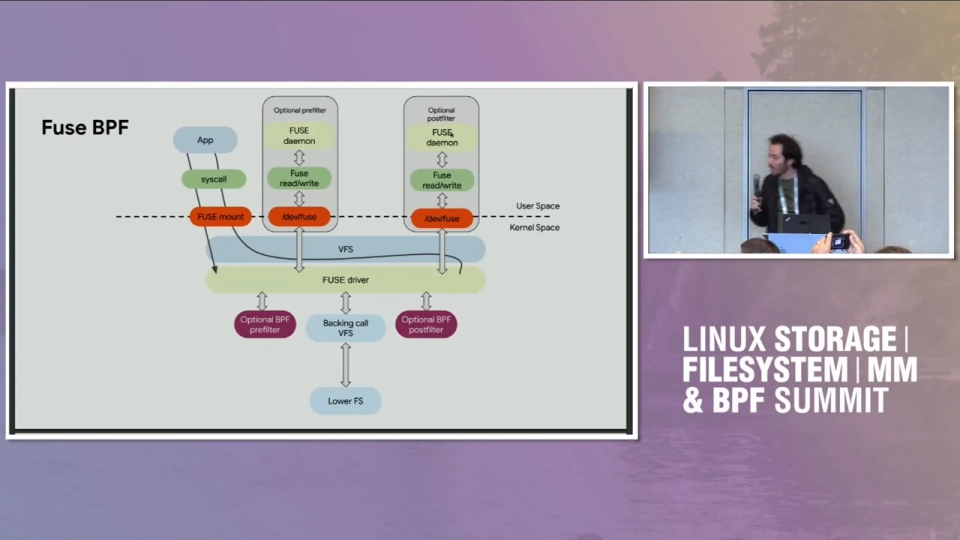 Fuse BPF
App
syscall
FUSE mount
Optional prefilter
FUSE
daemon
Fuse
read/write
/dev/fuse
Optional
postfilter
FUSE
daemon
Fuse
read/write
/dev/fuse
User Space
Kernel Space
VFS
FUSE driver
Optional BPF
prefilter
Backing call
VFS
Optional BPF
postfilter
Lower FS
LINUX STORAGE |
FILESYSTEM | MM
& BPF SUMMIT